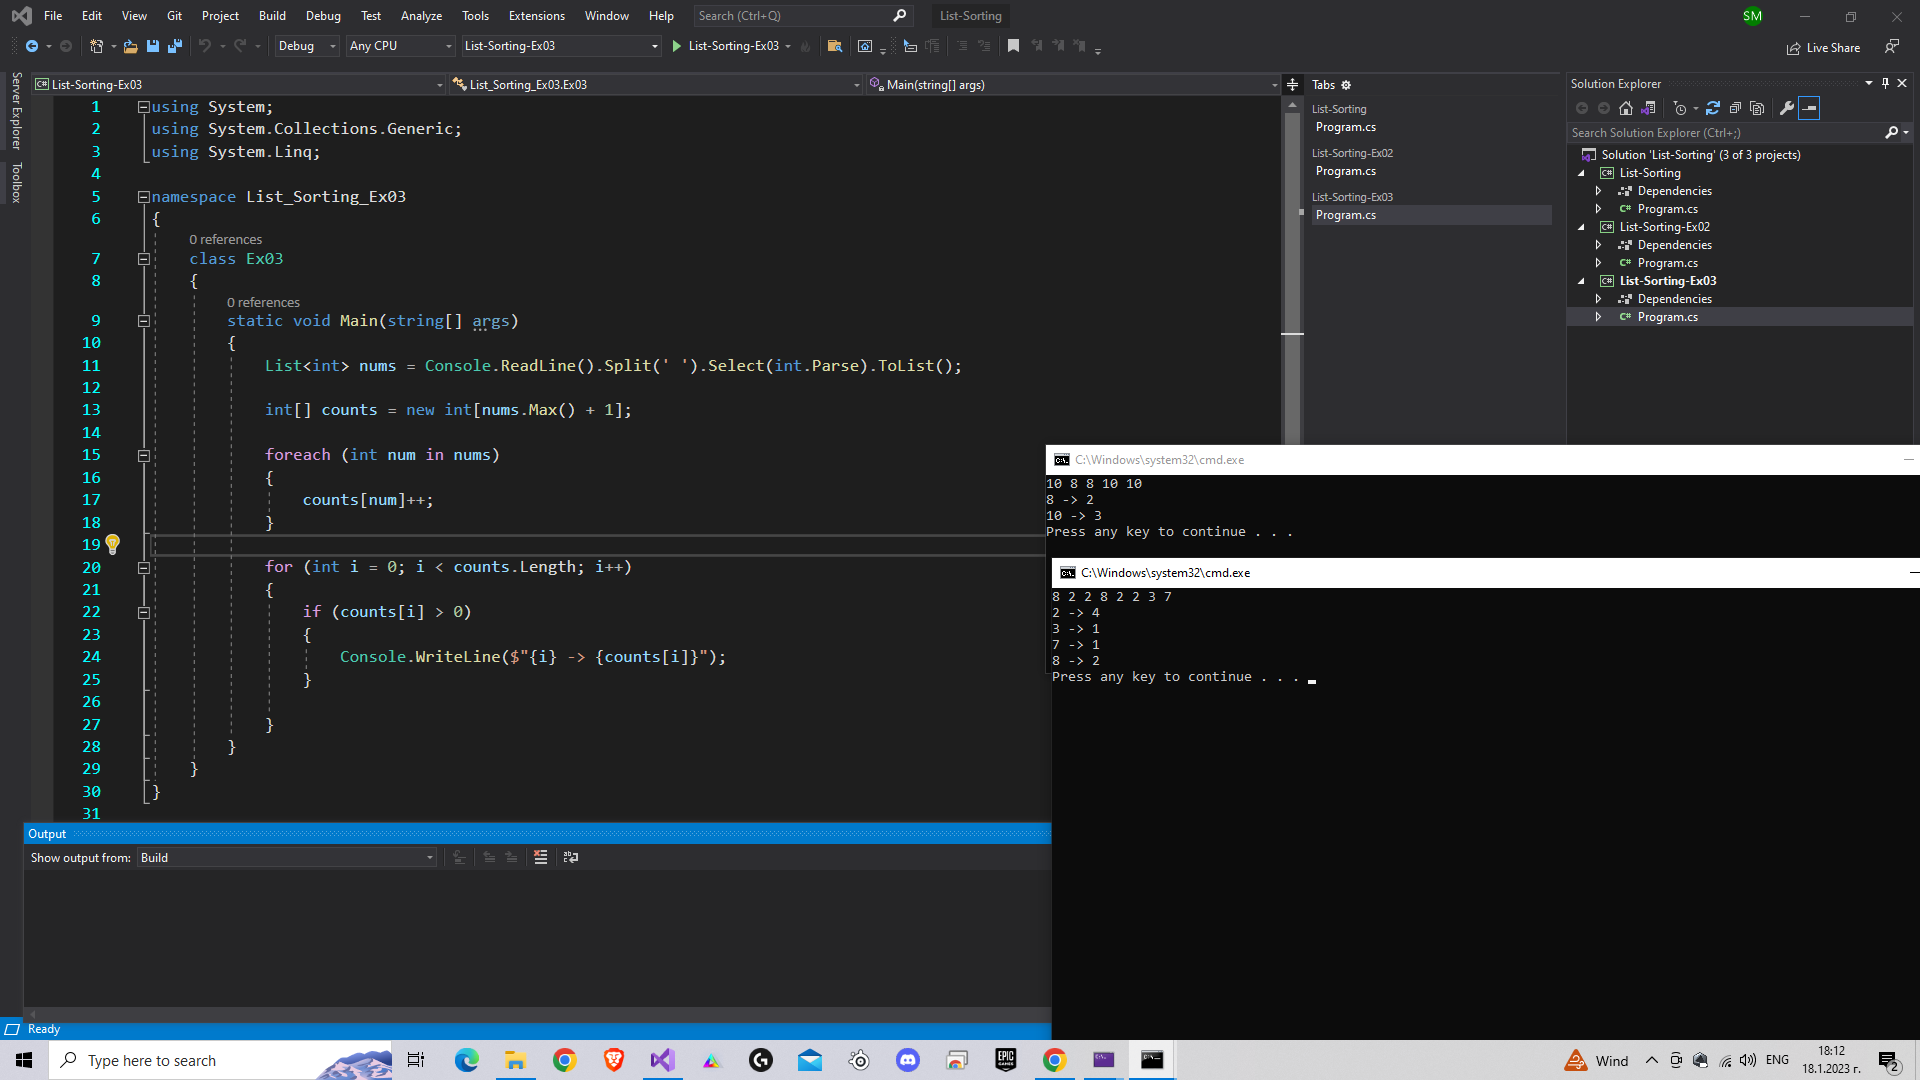 File Edit View Git Project Build Debug Test Analyze Tools Extensions Window Help Search (Ctrl+Q) List-Sorting SM
Debug Any CPU List-Sorting-Ex03 List-Sorting-Ex03 Live Share
Server Explorer
Toolbox
List-Sorting-Ex03 List_Sorting_Ex03.Ex03 Main(string[] args)
1 using System;
2 using System.Collections.Generic;
3 using System.Linq;
4
5 namespace List_Sorting_Ex03
6 {
0 references
7 class Ex03
8 {
0 references
9 static void Main(string[] args)
10 {
11 List<int> nums = Console.ReadLine().Split(' ').Select(int.Parse).ToList();
12
13 int[] counts = new int[nums.Max() + 1];
14
15 foreach (int num in nums)
16 {
17 counts[num]++;
18 }
19
20 for (int i = 0; i < counts.Length; i++)
21 {
22 if (counts[i] > 0)
23 {
24 Console.WriteLine($"{i} -> {counts[i]}");
25 }
26
27 }
28 }
29 }
30 }
31
Tabs
List-Sorting
Program.cs
List-Sorting-Ex02
Program.cs
List-Sorting-Ex03
Program.cs
Solution Explorer
Search Solution Explorer (Ctrl+;)
Solution 'List-Sorting' (3 of 3 projects)
List-Sorting
Dependencies
Program.cs
List-Sorting-Ex02
Dependencies
Program.cs
List-Sorting-Ex03
Dependencies
Program.cs
C:\Windows\system32\cmd.exe
10 8 8 10 10
8 -> 2
10 -> 3
Press any key to continue . . .
C:\Windows\system32\cmd.exe
8 2 2 8 2 2 3 7
2 -> 4
3 -> 1
7 -> 1
8 -> 2
Press any key to continue . . .
Output
Show output from: Build
Ready
Type here to search
EPIC GAMES
Wind ENG
18:12
18.1.2023 г.
2